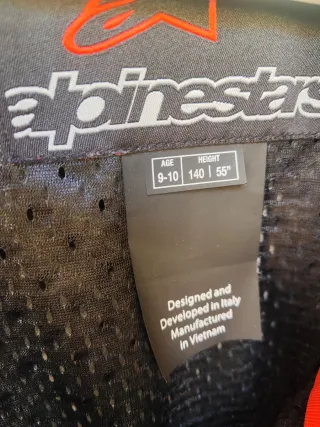 alpinestars
AGE HEIGHT
9-10 140 55"
Designed and
Developed in Italy
Manufactured
in Vietnam